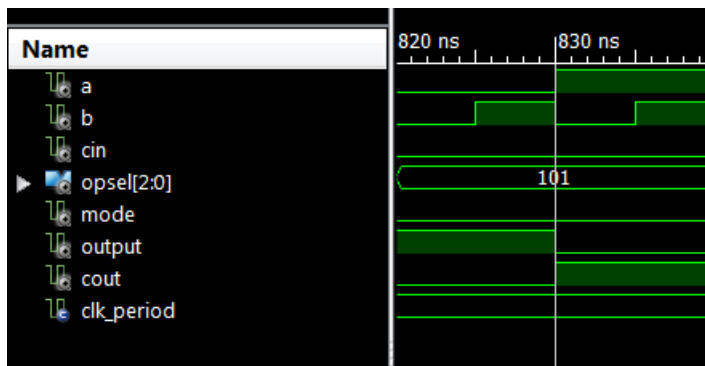 Name
820 ns
830 ns
a
b
cin
opsel[2:0]
101
mode
output
cout
clk_period